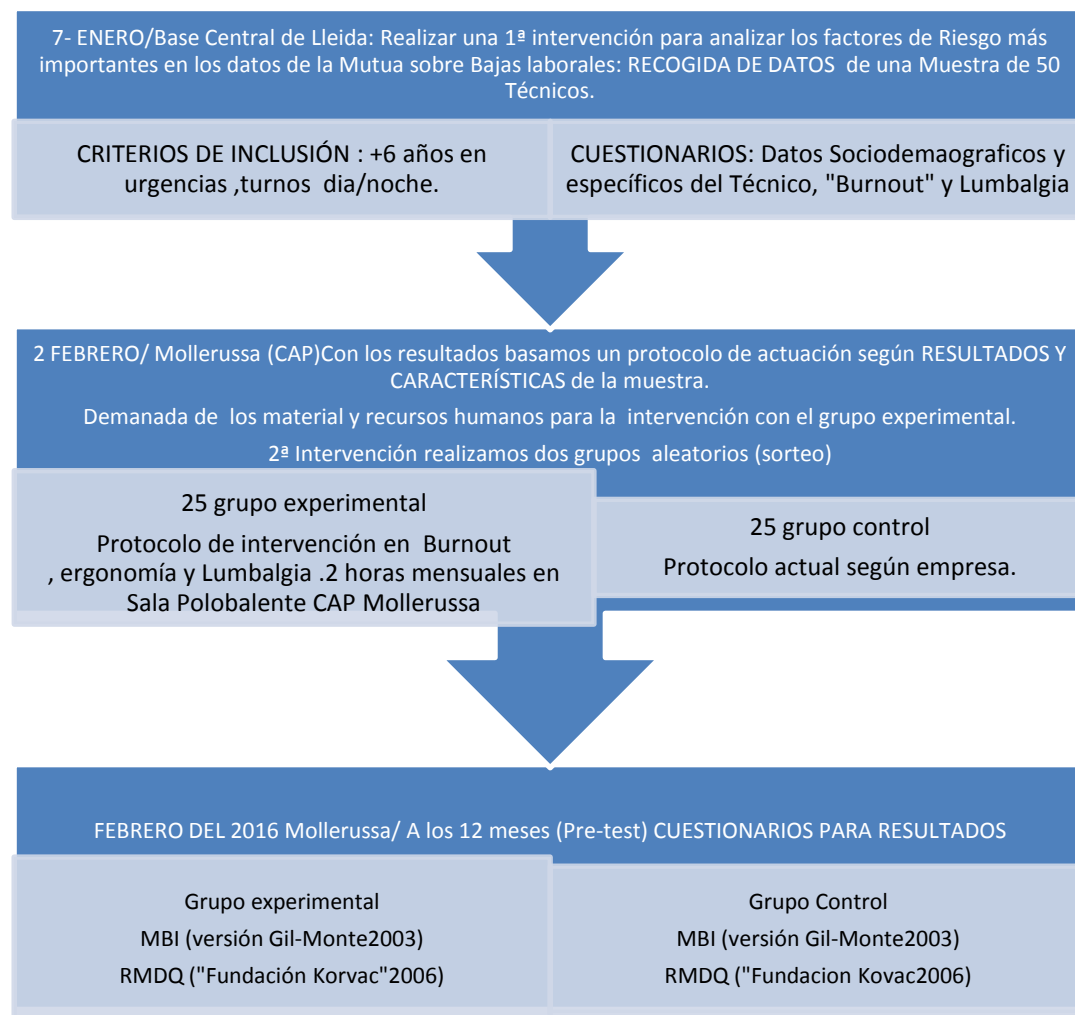 7- ENERO/Base Central de Lleida: Realizar una 1ª intervención para analizar los factores de Riesgo más
importantes en los datos de la Mutua sobre Bajas laborales: RECOGIDA DE DATOS de una Muestra de 50
Técnicos.
CRITERIOS DE INCLUSIÓN : +6 años en
urgencias ,turnos dia/noche.
CUESTIONARIOS: Datos Sociodemaograficos y
específicos del Técnico, "Burnout" y Lumbalgia
2 FEBRERO/ Mollerussa (CAP)Con los resultados basamos un protocolo de actuación según RESULTADOS Y
CARACTERÍSTICAS de la muestra.
Demanada de los material y recursos humanos para la intervención con el grupo experimental.
2ª Intervención realizamos dos grupos aleatorios (sorteo)
25 grupo experimental
Protocolo de intervención en Burnout
, ergonomía y Lumbalgia .2 horas mensuales en
Sala Polobalente CAP Mollerussa
25 grupo control
Protocolo actual según empresa.
FEBRERO DEL 2016 Mollerussa/ A los 12 meses (Pre-test) CUESTIONARIOS PARA RESULTADOS
Grupo experimental
MBI (versión Gil-Monte2003)
RMDQ ("Fundación Korvac"2006)
Grupo Control
MBI (versión Gil-Monte2003)
RMDQ ("Fundacion Kovac2006)